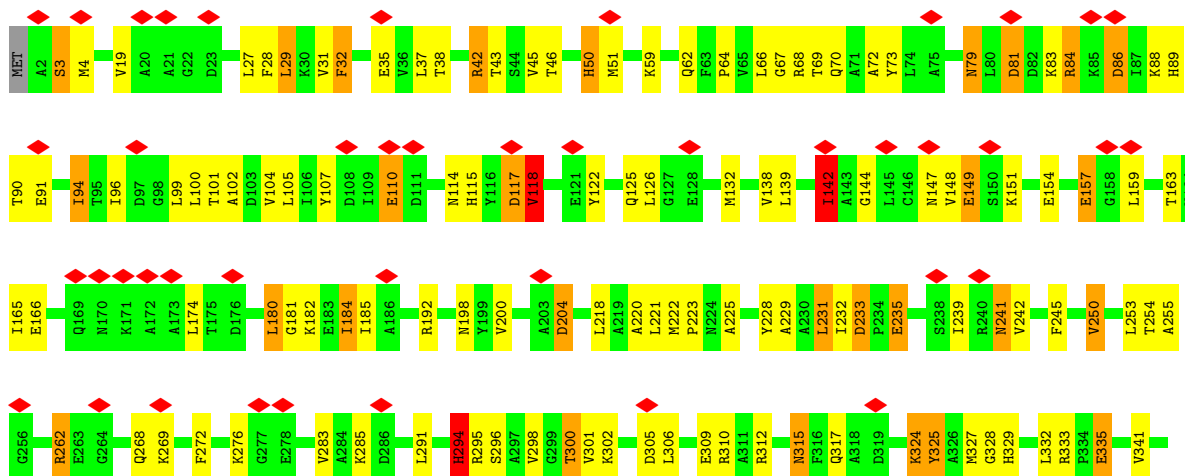 MET A2 S3 M4 V19 A20 A21 G22 D23 L27 F28 L29 K30 V31 F32 E35 V36 L37 T38 R42 T43 S44 V45 T46 H50 M51 K59 Q62 F63 P64 V65 L66 G67 R68 T69 Q70 A71 A72 Y73 L74 A75 N79 L80 D81 D82 K83 R84 K85 D86 I87 K88 H89
T90 E91 I94 T95 I96 D97 G98 L99 L100 T101 A102 D103 V104 L105 I106 Y107 D108 I109 E110 D111 N114 H115 Y116 D117 V118 E121 Y122 Q125 L126 G127 E128 M132 V138 L139 I142 A143 G144 L145 C146 N147 V148 E149 S150 K151 E154 E157 G158 L159 T163
I165 E166 Q169 N170 K171 A172 A173 L174 T175 D176 L180 G181 K182 E183 I184 I185 A186 R192 N198 Y199 V200 A203 D204 L218 A219 A220 L221 M222 P223 N224 A225 Y228 A229 A230 L231 I232 D233 P234 E235 S238 I239 R240 N241 V242 F245 V250 L253 T254 A255
G256 R262 E263 G264 Q268 K269 F272 K276 G277 E278 V283 A284 K285 D286 L291 H294 R295 S296 A297 V298 G299 T300 V301 K302 D305 L306 E309 R310 A311 R312 N315 F316 Q317 A318 D319 K324 Y325 A326 M327 G328 H329 L332 R333 P334 E335 V341